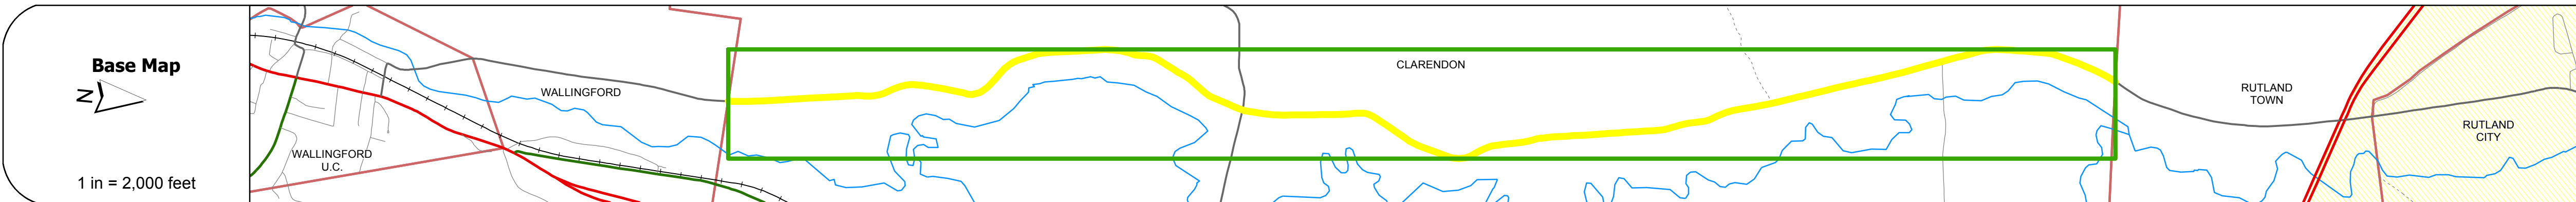 Base Map
N
1 in = 2,000 feet
WALLINGFORD
U.C.
WALLINGFORD
CLARENDON
RUTLAND
TOWN
RUTLAND
CITY